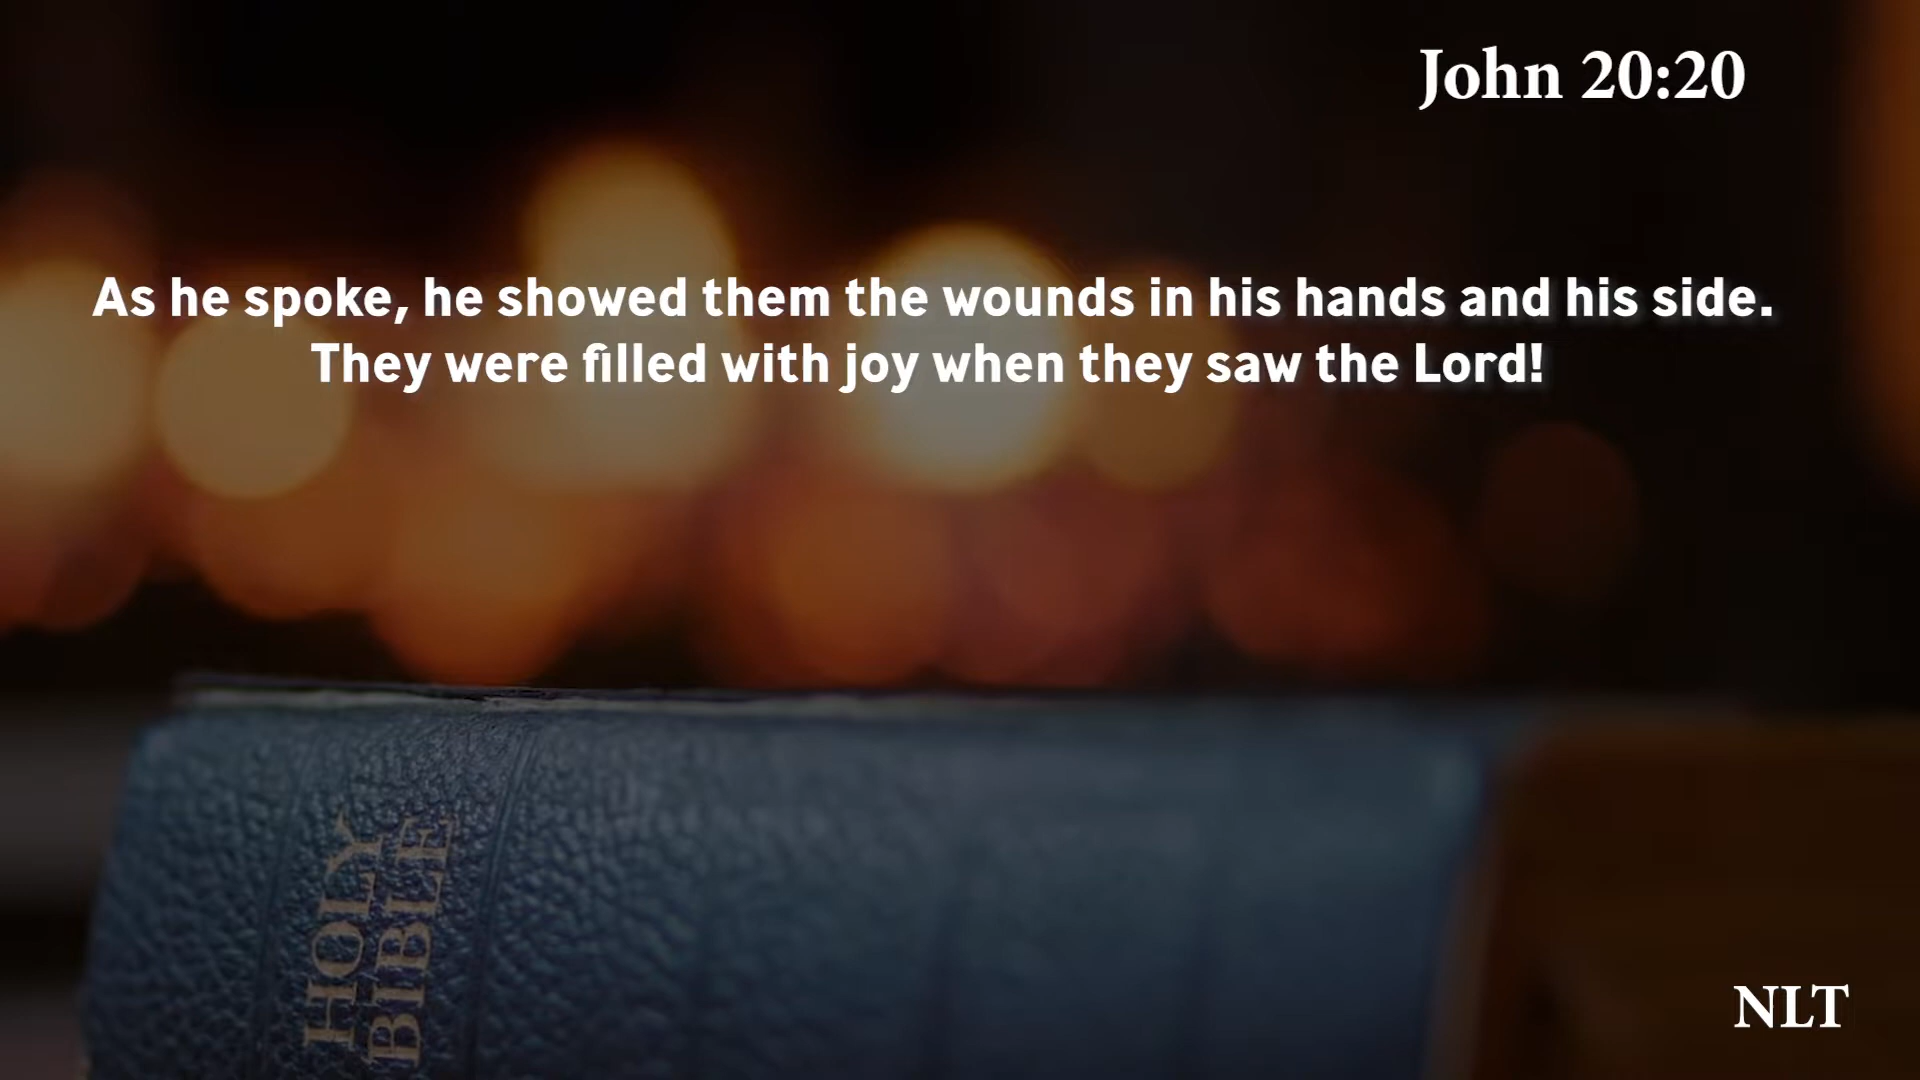 John 20:20
As he spoke, he showed them the wounds in his hands and his side.
They were filled with joy when they saw the Lord!
HOLY
BIBLE
NLT